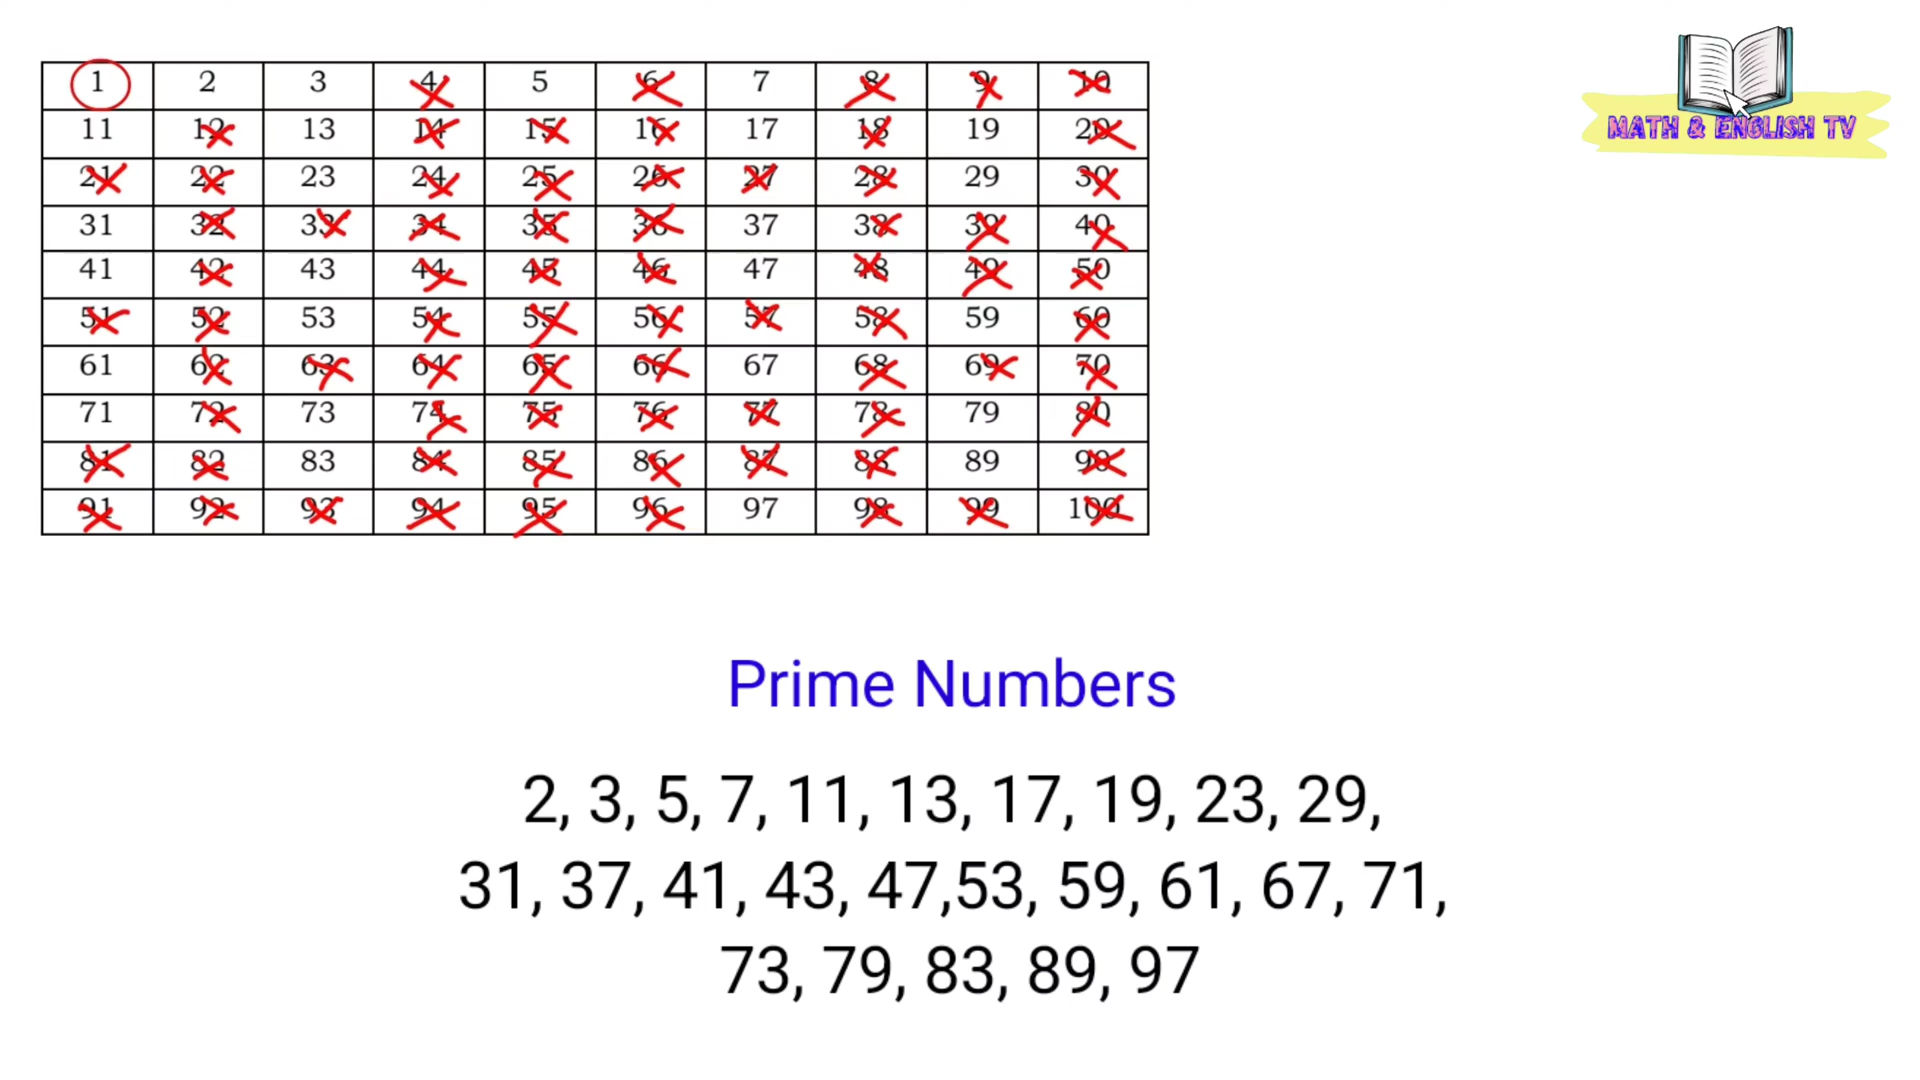 1 2 3 4 5 6 7 8 9 10
11 12 13 14 15 16 17 18 19 20
21 22 23 24 25 26 27 28 29 30
31 32 33 34 35 36 37 38 39 40
41 42 43 44 45 46 47 48 49 50
51 52 53 54 55 56 57 58 59 60
61 62 63 64 65 66 67 68 69 70
71 72 73 74 75 76 77 78 79 80
81 82 83 84 85 86 87 88 89 90
91 92 93 94 95 96 97 98 99 100
MATH & ENGLISH TV
Prime Numbers
2, 3, 5, 7, 11, 13, 17, 19, 23, 29,
31, 37, 41, 43, 47,53, 59, 61, 67, 71,
73, 79, 83, 89, 97